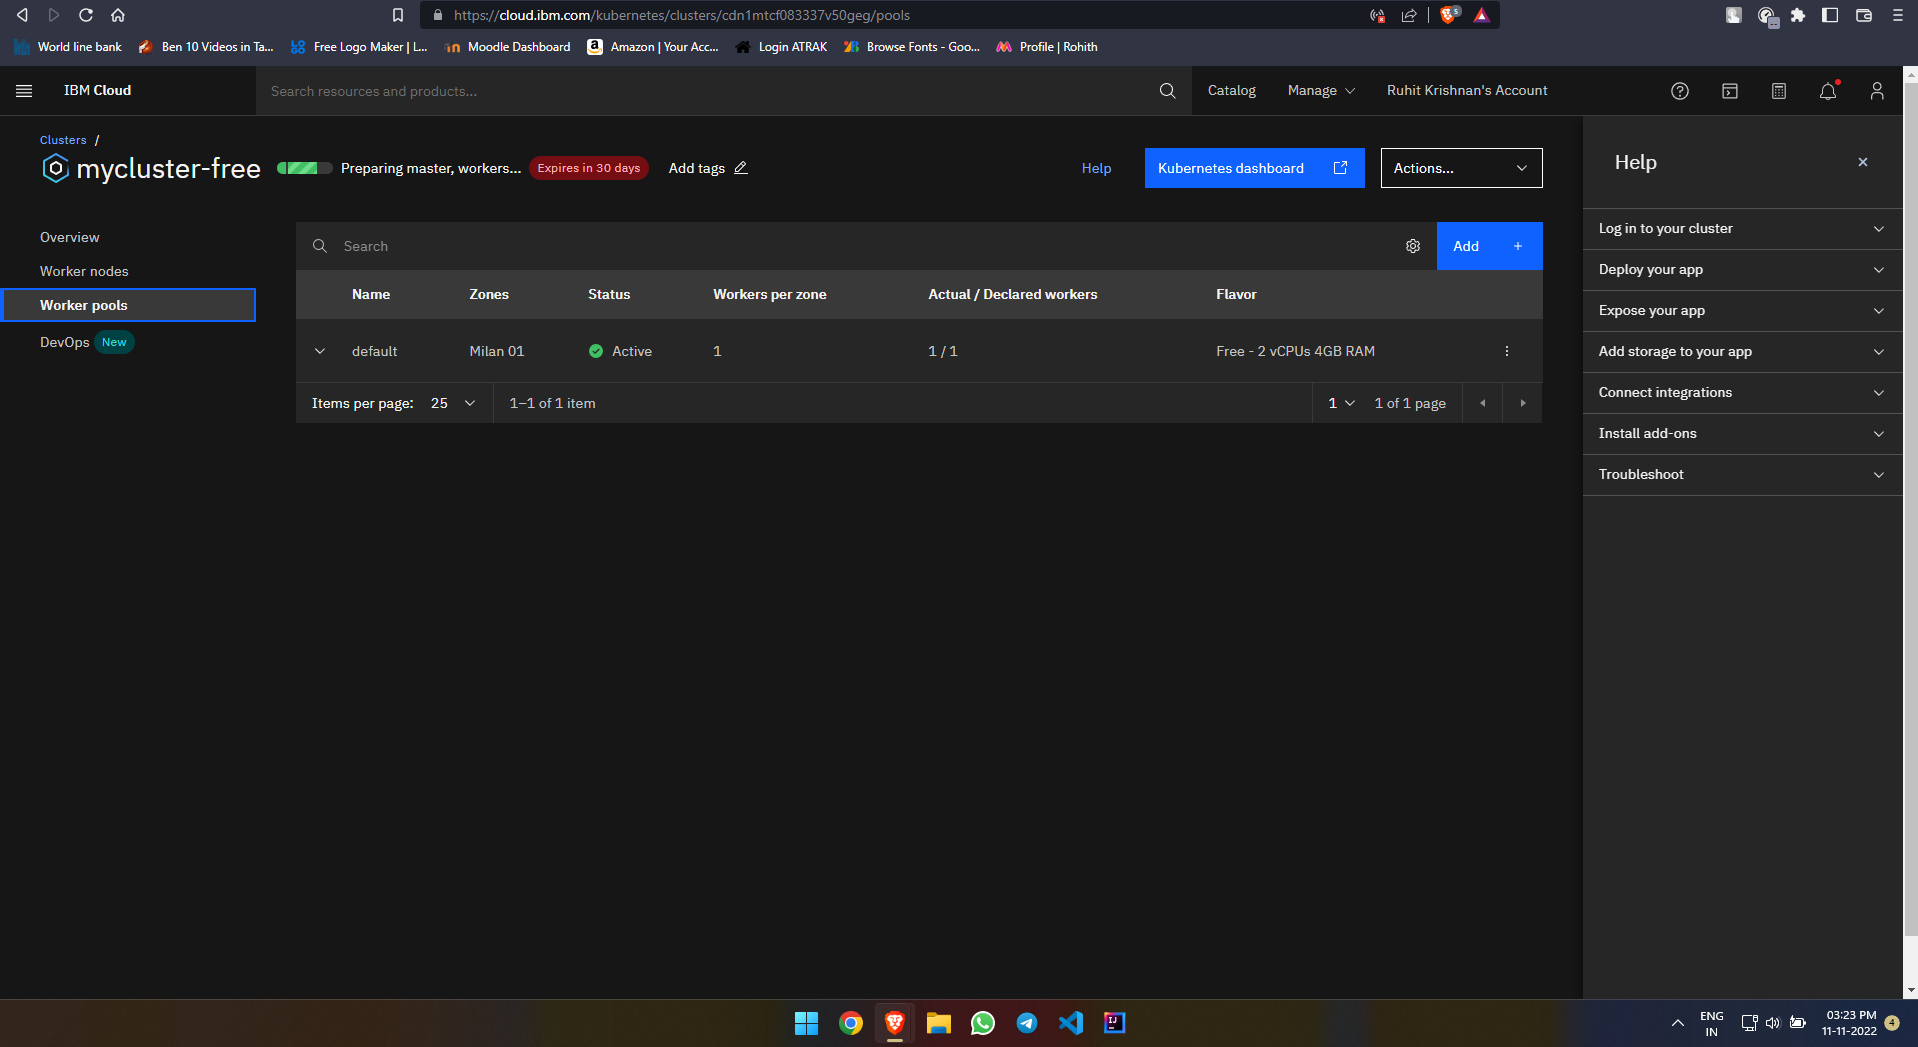 https://cloud.ibm.com/kubernetes/clusters/cdn1mtcf083337v50geg/pools
5
World line bank
Ben 10 Videos in Ta...
Free Logo Maker | L...
Moodle Dashboard
Amazon | Your Acc...
Login ATRAK
Browse Fonts - Goo...
Profile | Rohith
IBM Cloud
Search resources and products...
Catalog
Manage
Ruhit Krishnan's Account
Clusters /
mycluster-free
Preparing master, workers...
Expires in 30 days
Add tags
Help
Kubernetes dashboard
Actions...
Overview
Worker nodes
Worker pools
DevOps New
Search
Add +
Name Zones Status Workers per zone Actual / Declared workers Flavor
default Milan 01 Active 1 1 / 1 Free - 2 vCPUs 4GB RAM
Items per page: 25 1–1 of 1 item 1 1 of 1 page
Help
Log in to your cluster
Deploy your app
Expose your app
Add storage to your app
Connect integrations
Install add-ons
Troubleshoot
ENG
IN
03:23 PM
11-11-2022
4